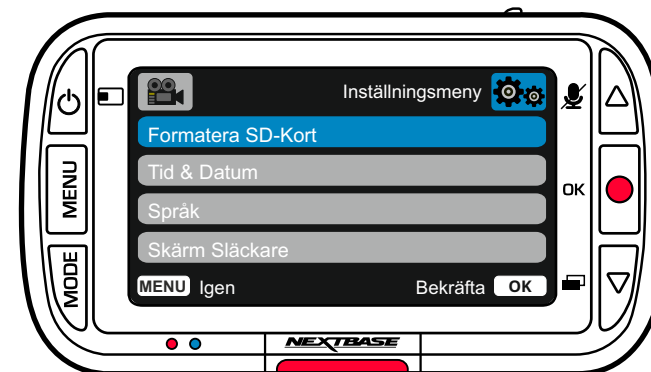 Inställningsmeny
Formatera SD-Kort
Tid & Datum
Språk
Skärm Släckare
MENU Igen Bekräfta OK
MENU
MODE
OK
NEXTBASE